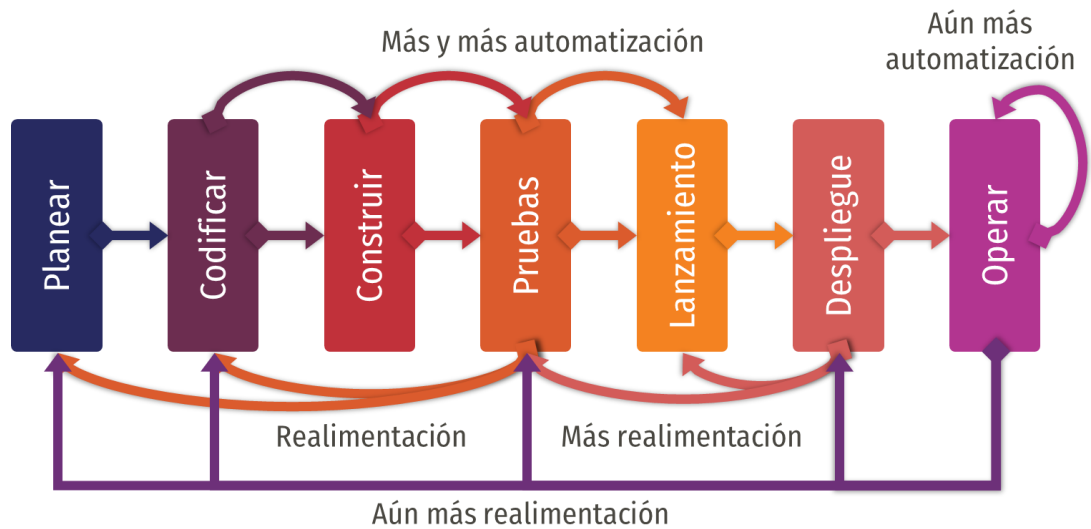 Más y más automatización
Aún más
automatización
Planear
Codificar
Construir
Pruebas
Lanzamiento
Despliegue
Operar
Realimentación
Más realimentación
Aún más realimentación